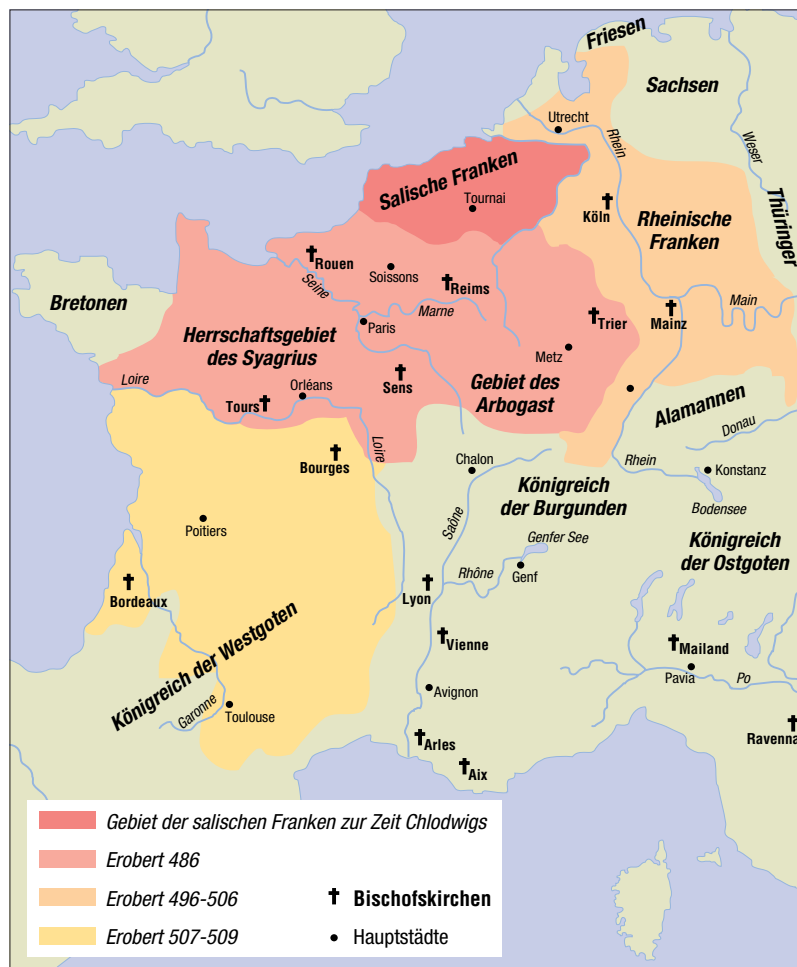 Friesen
Sachsen
Utrecht
Rhein
Weser
Salische Franken
Tournai
Thüringer
Köln
Rheinische
Franken
Rouen
Soissons
Reims
Seine
Bretonen
Marne
Paris
Trier
Mainz
Main
Herrschaftsgebiet
des Syagrius
Metz
Loire
Orléans
Sens
Gebiet des
Arbogast
Tours
Alamannen
Loire
Donau
Bourges
Chalon
Rhein
Konstanz
Königreich
der Burgunden
Bodensee
Poitiers
Saône
Genfer See
Königreich
der Ostgoten
Rhône
Genf
Bordeaux
Lyon
Vienne
Mailand
Königreich der Westgoten
Pavia
Po
Avignon
Garonne
Toulouse
Arles
Ravenna
Aix
Gebiet der salischen Franken zur Zeit Chlodwigs
Erobert 486
Erobert 496-506
Bischofskirchen
Erobert 507-509
Hauptstädte